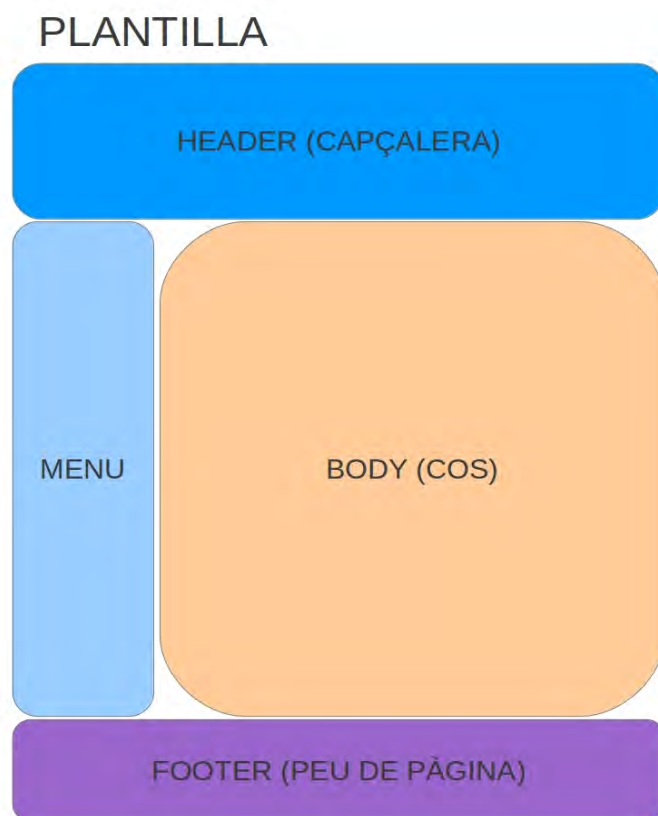 PLANTILLA
HEADER (CAPÇALERA)
MENU
BODY (COS)
FOOTER (PEU DE PÀGINA)